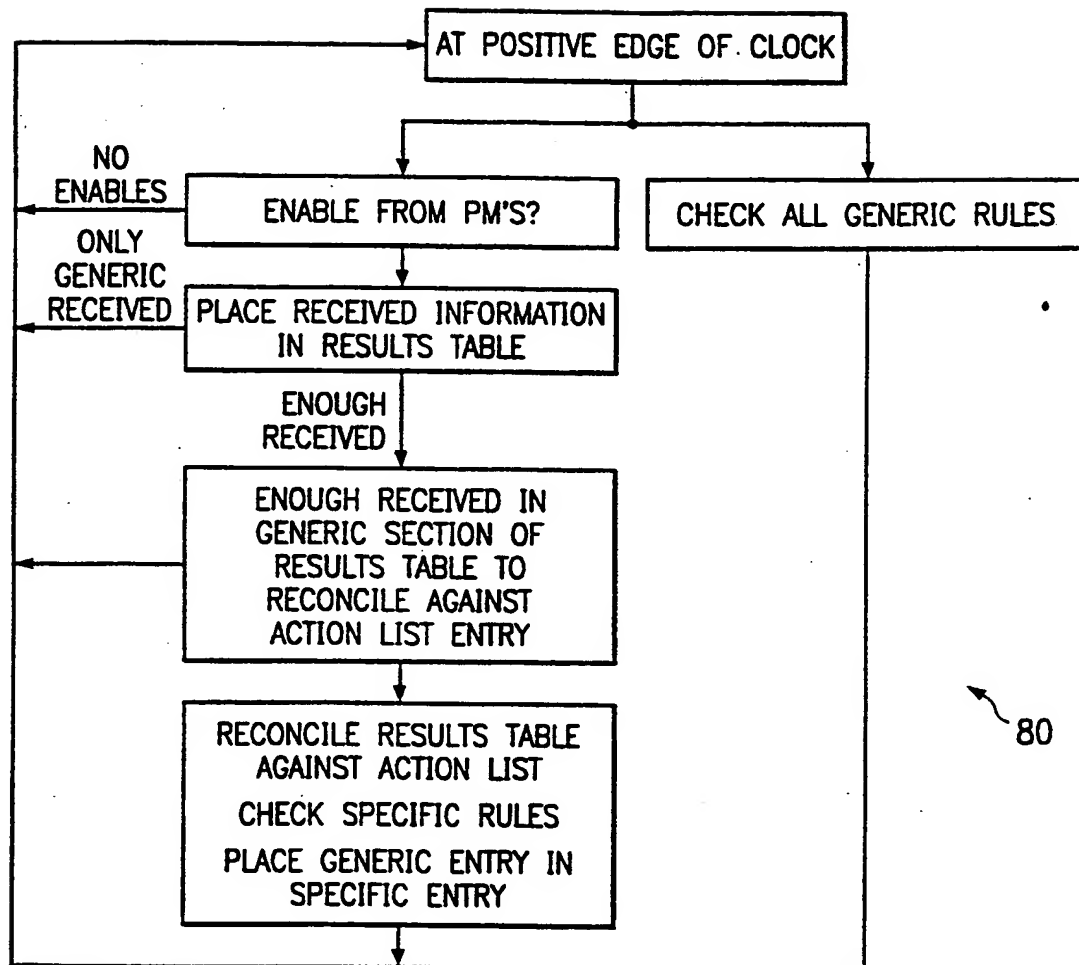 AT POSITIVE EDGE OF CLOCK
NO
ENABLES
ENABLE FROM PM'S?
CHECK ALL GENERIC RULES
ONLY
GENERIC
RECEIVED
PLACE RECEIVED INFORMATION
IN RESULTS TABLE
ENOUGH
RECEIVED
ENOUGH RECEIVED IN
GENERIC SECTION OF
RESULTS TABLE TO
RECONCILE AGAINST
ACTION LIST ENTRY
RECONCILE RESULTS TABLE
AGAINST ACTION LIST
CHECK SPECIFIC RULES
PLACE GENERIC ENTRY IN
SPECIFIC ENTRY
80